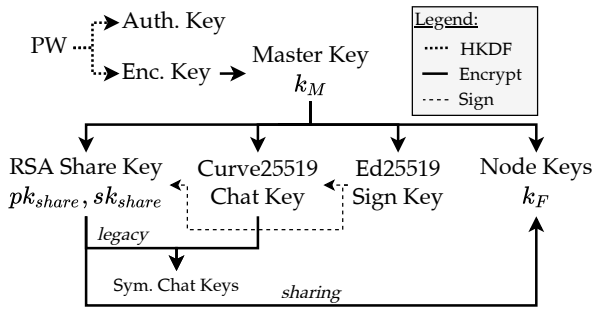 Auth. Key
PW
Enc. Key
Master Key
k_M
Legend:
HKDF
Encrypt
Sign
RSA Share Key
pk_share, sk_share
Curve25519
Chat Key
Ed25519
Sign Key
Node Keys
k_F
legacy
Sym. Chat Keys
sharing